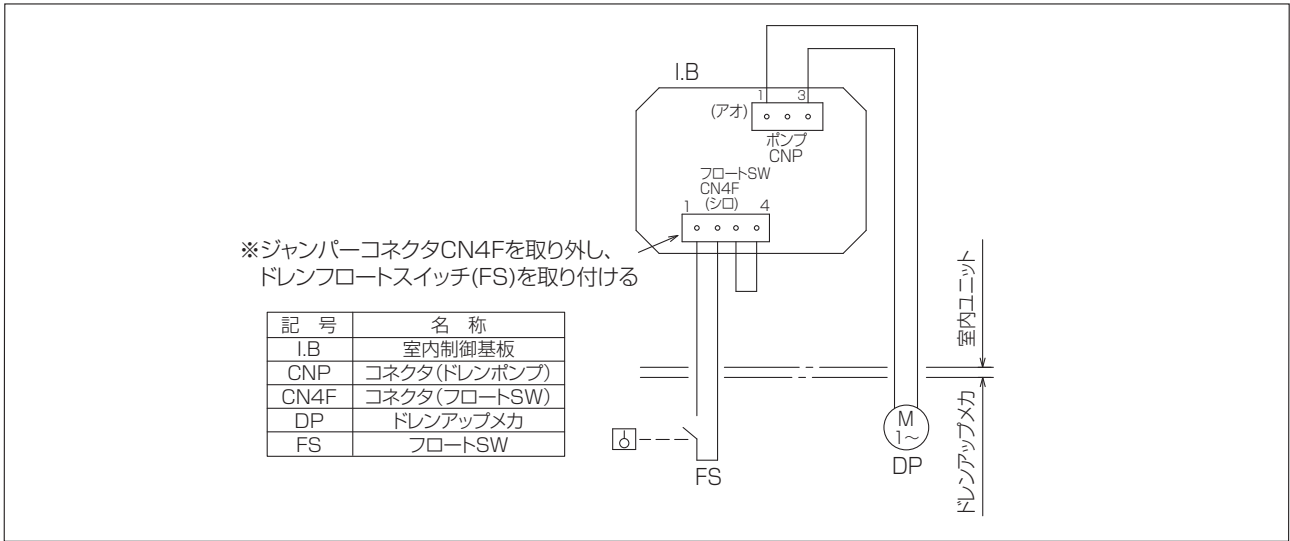 I.B
1 3
(アオ)
ポンプ
CNP
フロートSW
CN4F
(シロ)
1 4
※ジャンパーコネクタCN4Fを取り外し、
ドレンフロートスイッチ(FS)を取り付ける
記 号 名 称
I.B 室内制御基板
CNP コネクタ(ドレンポンプ)
CN4F コネクタ(フロートSW)
DP ドレンアップメカ
FS フロートSW
FS
M
1~
DP
室内ユニット
ドレンアップメカ